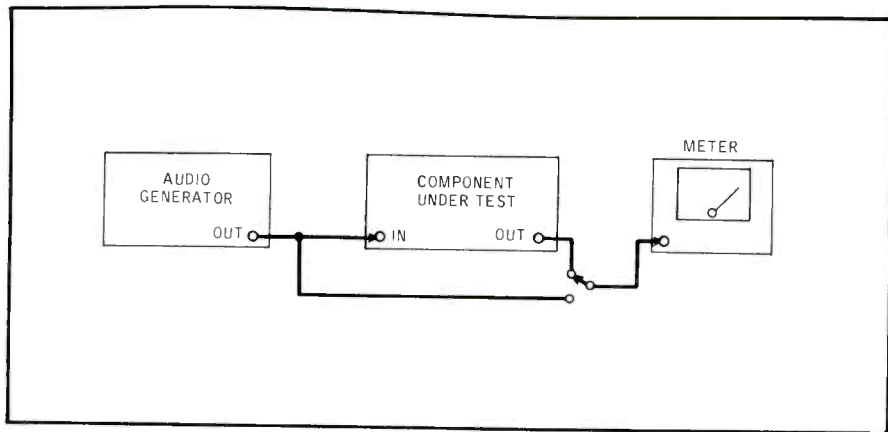 AUDIO
GENERATOR
OUT
COMPONENT
UNDER TEST
IN
OUT
METER